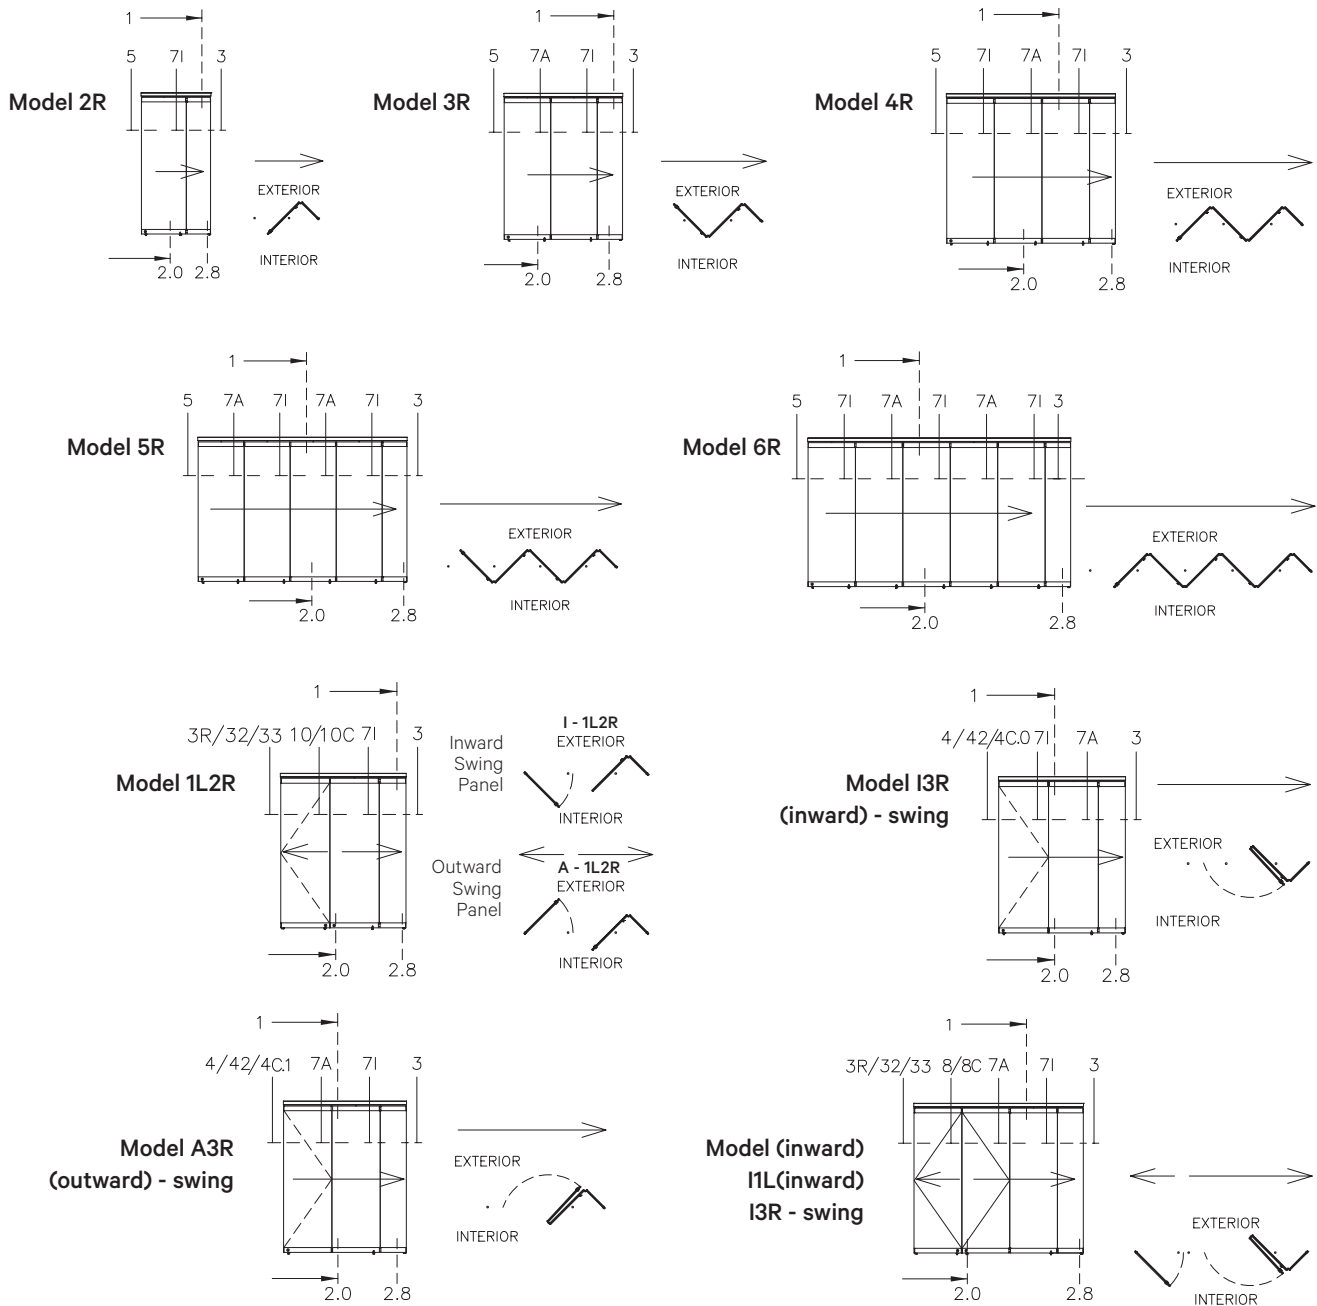 1
5 7I 3
Model 2R
EXTERIOR
INTERIOR
2.0 2.8
1
5 7A 7I 3
Model 3R
EXTERIOR
INTERIOR
2.0 2.8
1
5 7I 7A 7I 3
Model 4R
EXTERIOR
INTERIOR
2.0 2.8
1
5 7A 7I 7A 7I 3
Model 5R
EXTERIOR
INTERIOR
2.0 2.8
1
5 7I 7A 7I 7A 7I 3
Model 6R
EXTERIOR
INTERIOR
2.0 2.8
1
3R/32/33 10/10C 7I 3
Model 1L2R
2.0 2.8
Inward
Swing
Panel
I - 1L2R
EXTERIOR
INTERIOR
Outward
Swing
Panel
A - 1L2R
EXTERIOR
INTERIOR
1
4/42/4C.0 7I 7A 3
Model I3R
(inward) - swing
EXTERIOR
INTERIOR
2.0 2.8
1
4/42/4C.1 7A 7I 3
Model A3R
(outward) - swing
EXTERIOR
INTERIOR
2.0 2.8
1
3R/32/33 8/8C 7A 7I 3
Model (inward)
I1L(inward)
I3R - swing
EXTERIOR
INTERIOR
2.0 2.8